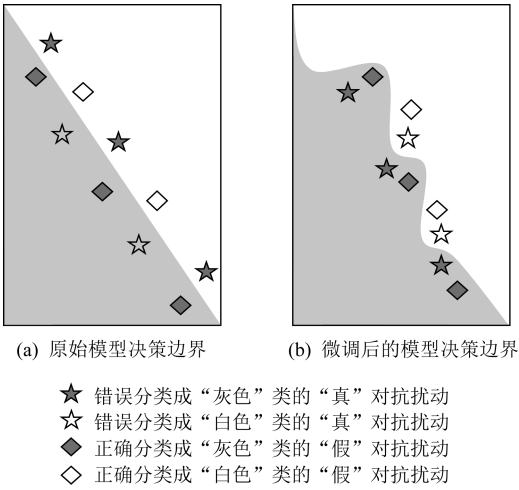 (a) 原始模型决策边界
(b) 微调后的模型决策边界
错误分类成“灰色”类的“真”对抗扰动
错误分类成“白色”类的“真”对抗扰动
正确分类成“灰色”类的“假”对抗扰动
正确分类成“白色”类的“假”对抗扰动